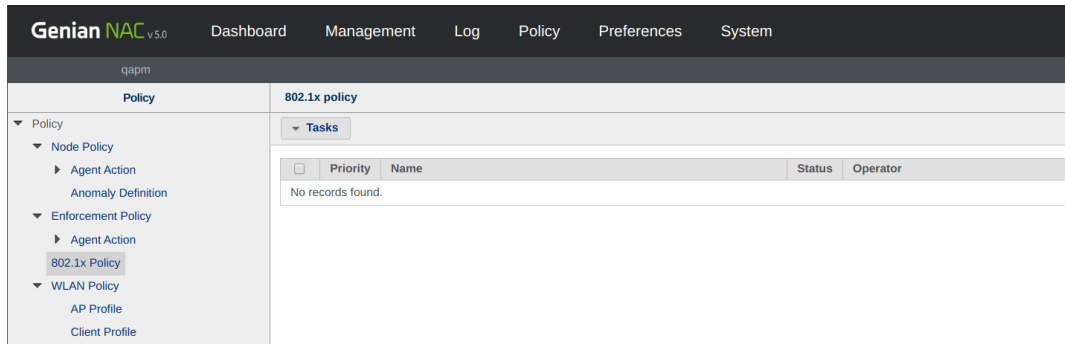 Genian NAC v 5.0 Dashboard Management Log Policy Preferences System
qapm
Policy
802.1x policy
Policy
Tasks
Node Policy
Agent Action
Priority Name Status Operator
Anomaly Definition
No records found.
Enforcement Policy
Agent Action
802.1x Policy
WLAN Policy
AP Profile
Client Profile